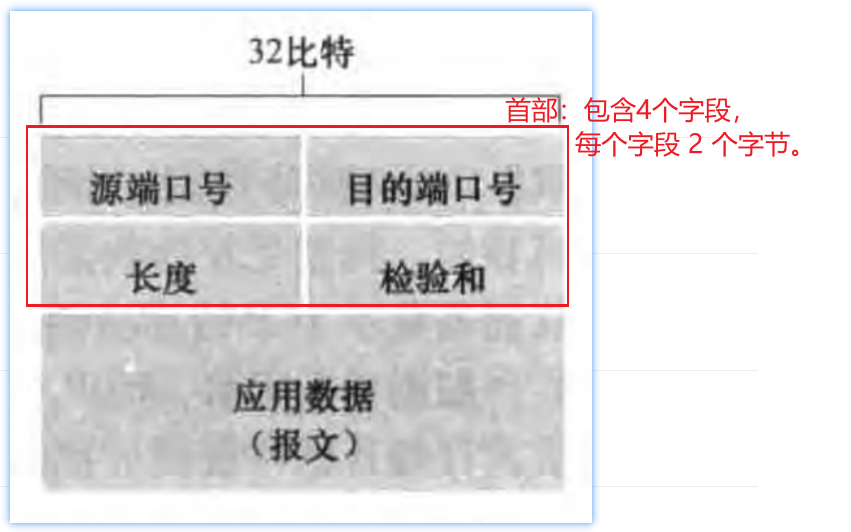 32比特
首部：包含4个字段，
每个字段 2 个字节。
源端口号
目的端口号
长度
检验和
应用数据
（报文）